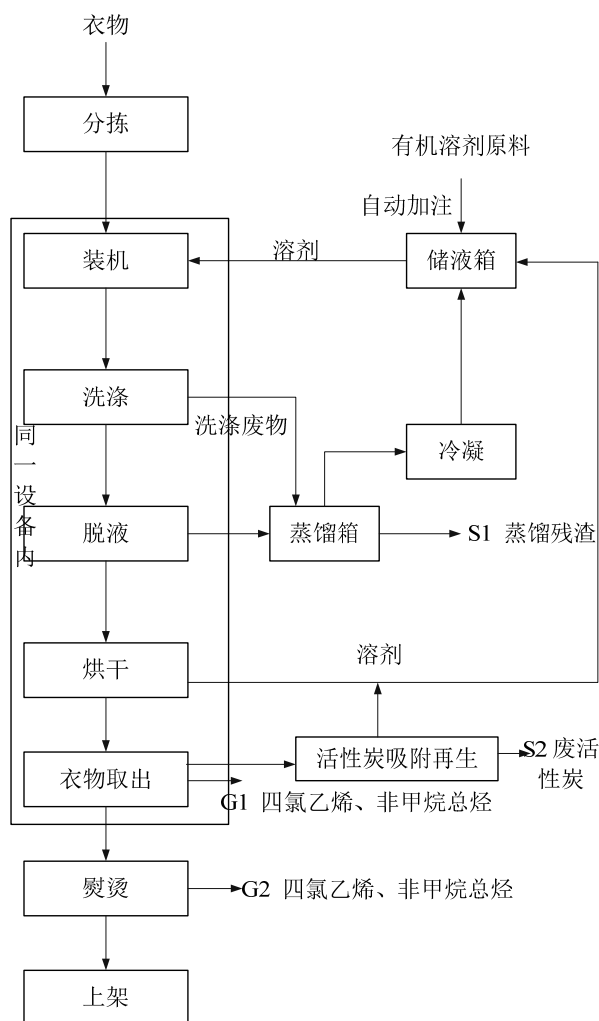 衣物
分拣
有机溶剂原料
自动加注
装机
溶剂
储液箱
洗涤
洗涤废物
冷凝
同一设备内
脱液
蒸馏箱
S1 蒸馏残渣
烘干
溶剂
衣物取出
活性炭吸附再生
S2 废活
性炭
G1 四氯乙烯、非甲烷总烃
熨烫
G2 四氯乙烯、非甲烷总烃
上架